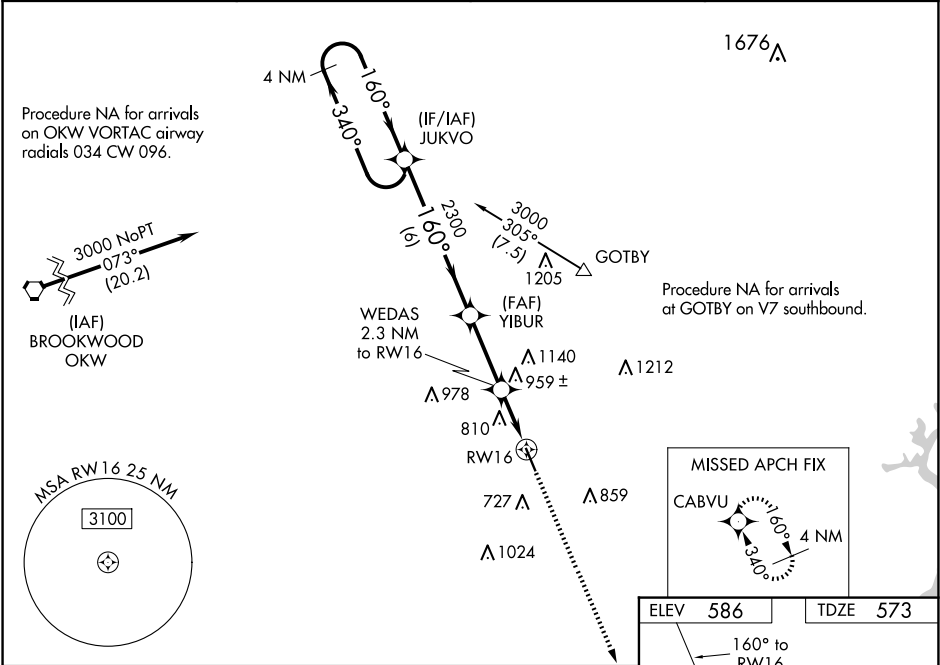 1676
4 NM
160°
340°
(IF/IAF)
JUKVO
Procedure NA for arrivals
on OKW VORTAC airway
radials 034 CW 096.
2300
160°
(6)
3000
305°
(7.5)
GOTBY
1205
3000 NoPT
073°
(20.2)
(IAF)
BROOKWOOD
OKW
Procedure NA for arrivals
at GOTBY on V7 southbound.
(FAF)
YIBUR
WEDAS
2.3 NM
to RW16
1140
959 ±
1212
978
810
RW16
MSA RW16 25 NM
3100
727
859
1024
MISSED APCH FIX
CABVU
160°
340°
4 NM
ELEV 586
TDZE 573
160° to
RW16